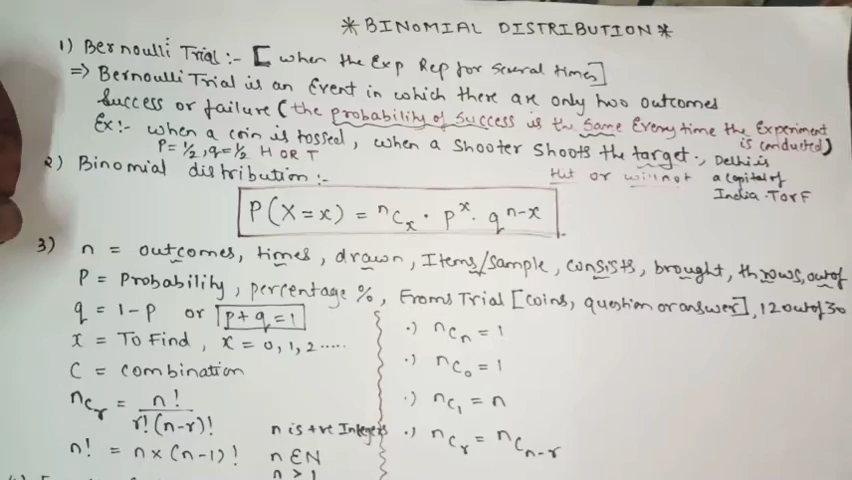 * BINOMIAL DISTRIBUTION *
1) Bernoulli Trial :- [ when the Exp Rep for several times]
=> Bernoulli Trial is an Event in which there are only two outcomes
Success or failure ( the probability of success is the same Every time the Experiment
is conducted)
Ex :- when a coin is tossed, when a shooter shoots the target ., Delhi is
P = 1/2, q = 1/2 H OR T
Hit or will not a capital of
India . T or F
2) Binomial distribution :-
P(X=x) = nCx . p^x . q^n-x
3) n = outcomes, times, drawn, Items/sample, consists, brought, throws, out of
P = Probability, percentage %, Froms Trial [coins, question or answer], 12 out of 30
q = 1 - p or p+q=1
x = To Find, x = 0, 1, 2 .....
C = combination
nCr = n! / r!(n-r)!
n! = n x (n-1)!
n is +ve Integers
n ∈ N
n > 1
.) nCn = 1
.) nC0 = 1
.) nC1 = n
.) nCr = nCn-r